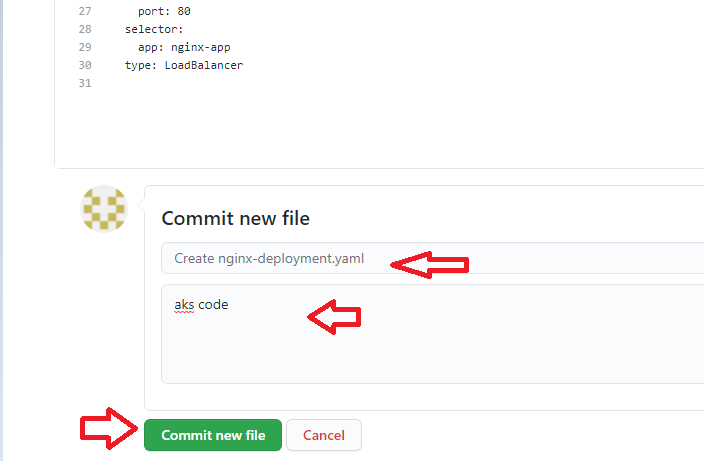 27 port: 80
28 selector:
29 app: nginx-app
30 type: LoadBalancer
31
Commit new file
Create nginx-deployment.yaml
aks code
Commit new file Cancel